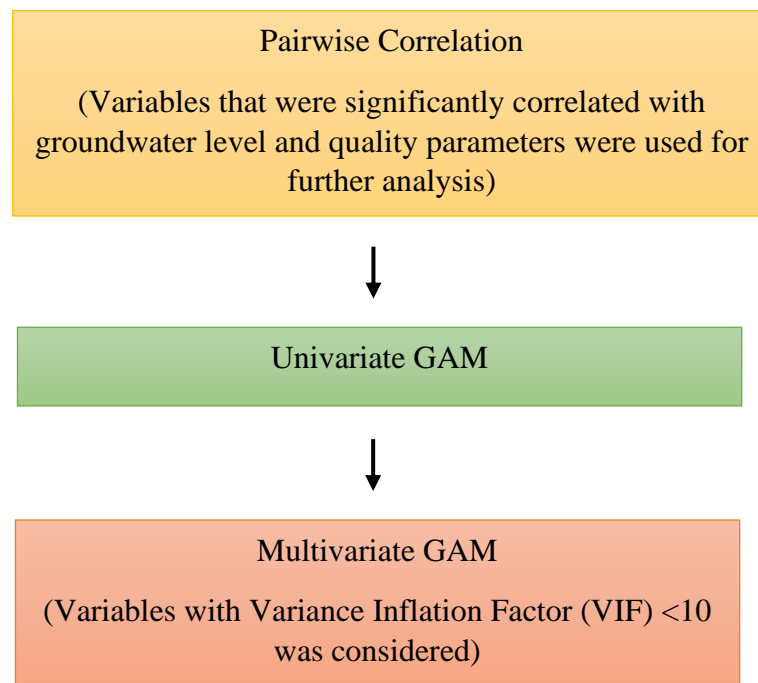 Pairwise Correlation
(Variables that were significantly correlated with
groundwater level and quality parameters were used for
further analysis)
Univariate GAM
Multivariate GAM
(Variables with Variance Inflation Factor (VIF) <10
was considered)